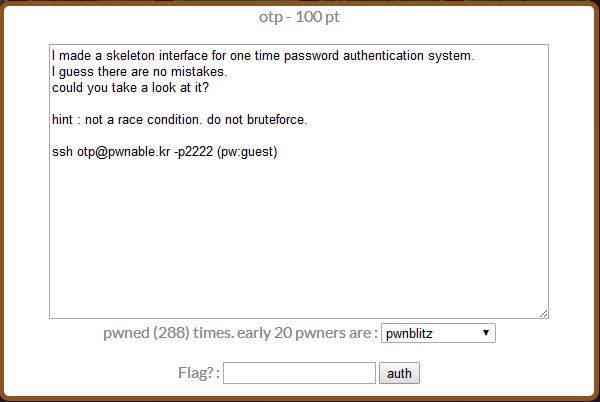 otp - 100 pt
I made a skeleton interface for one time password authentication system.
I guess there are no mistakes.
could you take a look at it?
hint : not a race condition. do not bruteforce.
ssh otp@pwnable.kr -p2222 (pw:guest)
pwned (288) times. early 20 pwners are : pwnblitz
Flag? : auth